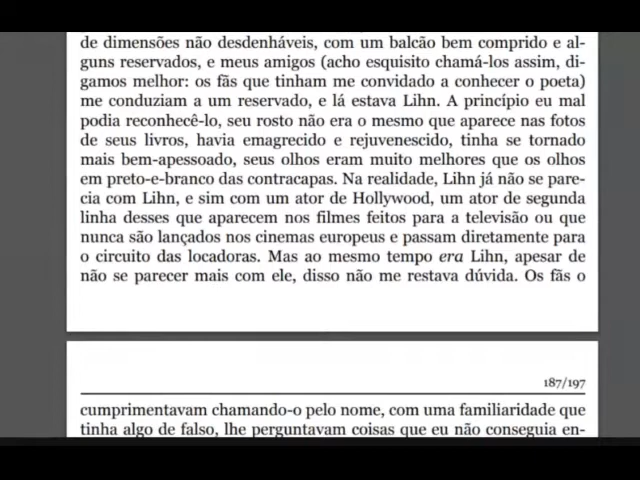 de dimensões não desdenháveis, com um balcão bem comprido e al-
guns reservados, e meus amigos (acho esquisito chamá-los assim, di-
gamos melhor: os fãs que tinham me convidado a conhecer o poeta)
me conduziam a um reservado, e lá estava Lihn. A princípio eu mal
podia reconhecê-lo, seu rosto não era o mesmo que aparece nas fotos
de seus livros, havia emagrecido e rejuvenescido, tinha se tornado
mais bem-apessoado, seus olhos eram muito melhores que os olhos
em preto-e-branco das contracapas. Na realidade, Lihn já não se pare-
cia com Lihn, e sim com um ator de Hollywood, um ator de segunda
linha desses que aparecem nos filmes feitos para a televisão ou que
nunca são lançados nos cinemas europeus e passam diretamente para
o circuito das locadoras. Mas ao mesmo tempo era Lihn, apesar de
não se parecer mais com ele, disso não me restava dúvida. Os fãs o
187/197
cumprimentavam chamando-o pelo nome, com uma familiaridade que
tinha algo de falso, lhe perguntavam coisas que eu não conseguia en-